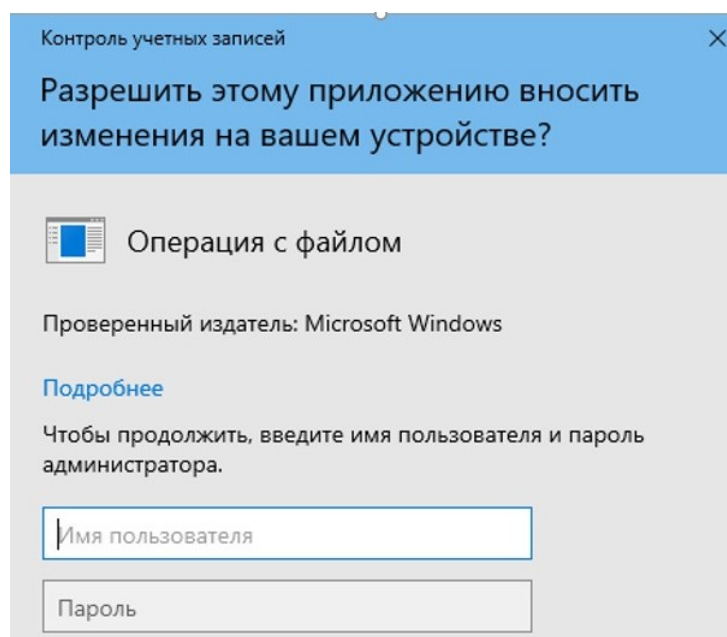 Контроль учетных записей
Разрешить этому приложению вносить
изменения на вашем устройстве?
Операция с файлом
Проверенный издатель: Microsoft Windows
Подробнее
Чтобы продолжить, введите имя пользователя и пароль
администратора.
Имя пользователя
Пароль